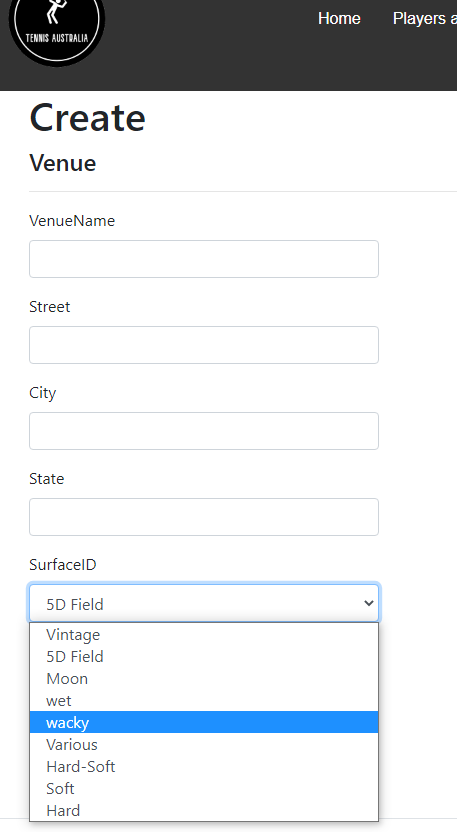 TENNIS AUSTRALIA
Home Players a
Create
Venue
VenueName
Street
City
State
SurfaceID
5D Field
Vintage
5D Field
Moon
wet
wacky
Various
Hard-Soft
Soft
Hard